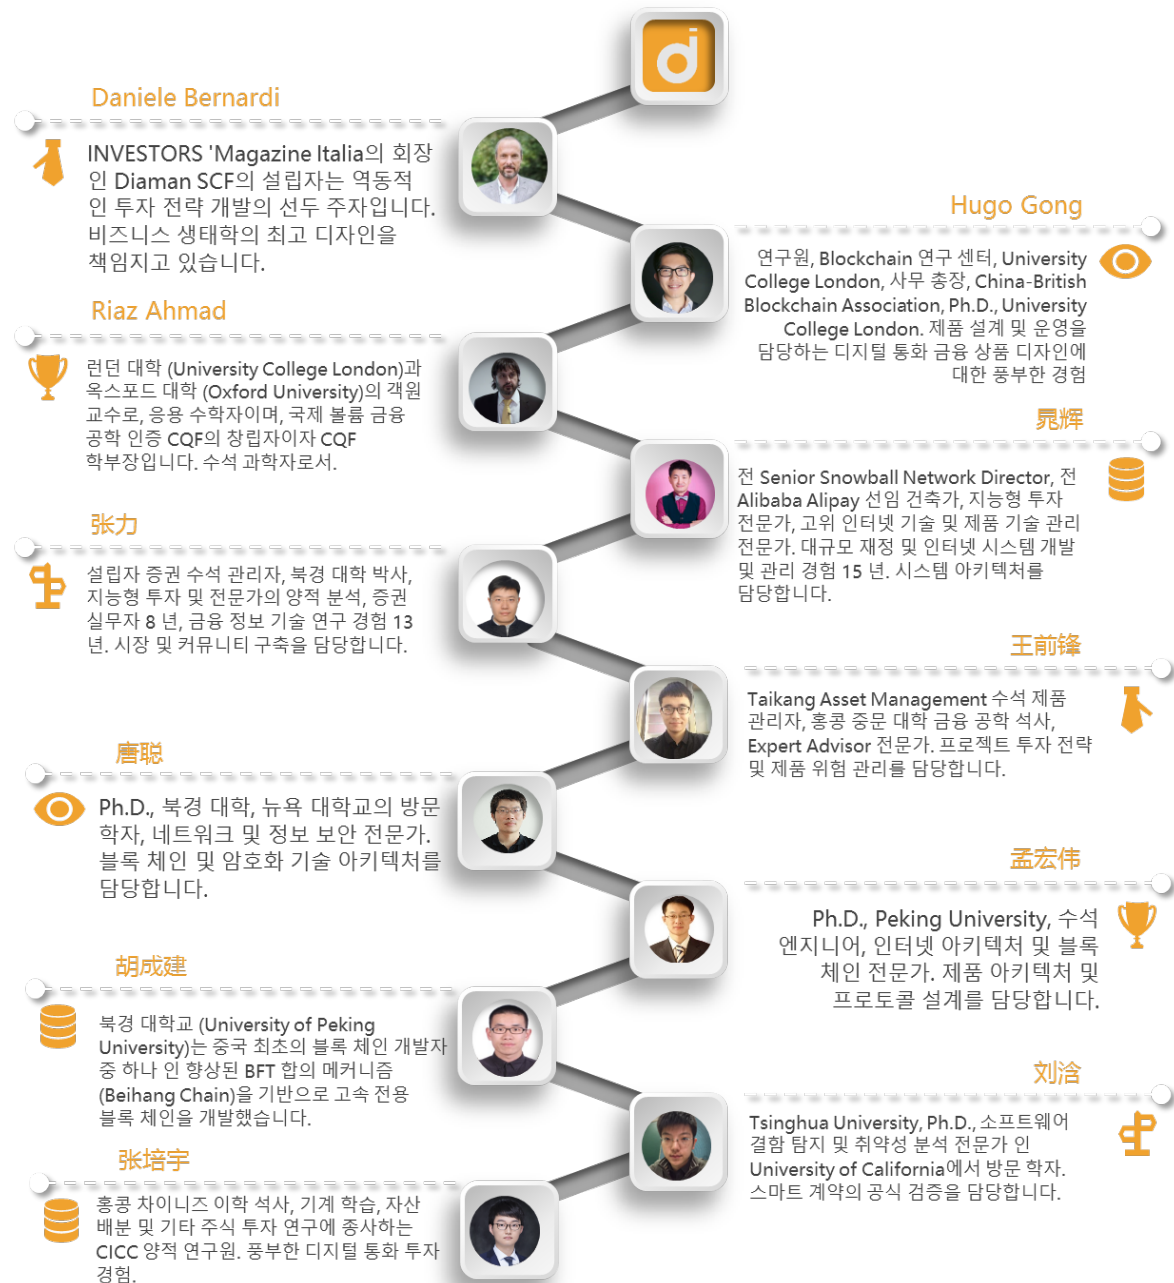 Daniele Bernardi
INVESTORS 'Magazine Italia의 회장
인 Diaman SCF의 설립자는 역동적
인 투자 전략 개발의 선두 주자입니다.
비즈니스 생태학의 최고 디자인을
책임지고 있습니다.
Hugo Gong
연구원, Blockchain 연구 센터, University
College London, 사무 총장, China-British
Blockchain Association, Ph.D., University
College London. 제품 설계 및 운영을
담당하는 디지털 통화 금융 상품 디자인에
대한 풍부한 경험
Riaz Ahmad
런던 대학 (University College London)과
옥스포드 대학 (Oxford University)의 객원
교수로, 응용 수학자이며, 국제 볼륨 금융
공학 인증 CQF의 창립자이자 CQF
학부장입니다. 수석 과학자로서.
晁辉
전 Senior Snowball Network Director, 전
Alibaba Alipay 선임 건축가, 지능형 투자
전문가, 고위 인터넷 기술 및 제품 기술 관리
전문가. 대규모 재정 및 인터넷 시스템 개발
및 관리 경험 15 년. 시스템 아키텍처를
담당합니다.
张力
설립자 증권 수석 관리자, 북경 대학 박사,
지능형 투자 및 전문가의 양적 분석, 증권
실무자 8 년, 금융 정보 기술 연구 경험 13
년. 시장 및 커뮤니티 구축을 담당합니다.
王前锋
Taikang Asset Management 수석 제품
관리자, 홍콩 중문 대학 금융 공학 석사,
Expert Advisor 전문가. 프로젝트 투자 전략
및 제품 위험 관리를 담당합니다.
唐聪
Ph.D., 북경 대학, 뉴욕 대학교의 방문
학자, 네트워크 및 정보 보안 전문가.
블록 체인 및 암호화 기술 아키텍처를
담당합니다.
孟宏伟
Ph.D., Peking University, 수석
엔지니어, 인터넷 아키텍처 및 블록
체인 전문가. 제품 아키텍처 및
프로토콜 설계를 담당합니다.
胡成建
북경 대학교 (University of Peking
University)는 중국 최초의 블록 체인 개발자
중 하나 인 향상된 BFT 합의 메커니즘
(Beihang Chain)을 기반으로 고속 전용
블록 체인을 개발했습니다.
刘浛
Tsinghua University, Ph.D., 소프트웨어
결함 탐지 및 취약성 분석 전문가 인
University of California에서 방문 학자.
스마트 계약의 공식 검증을 담당합니다.
张培宇
홍콩 차이니즈 이학 석사, 기계 학습, 자산
배분 및 기타 주식 투자 연구에 종사하는
CICC 양적 연구원. 풍부한 디지털 통화 투자
경험.